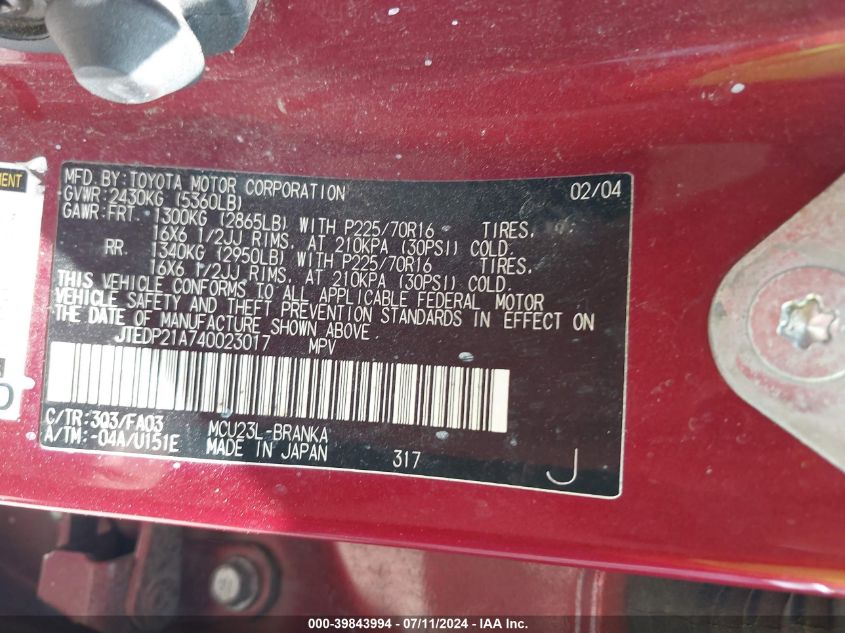 MENT
MFD. BY: TOYOTA MOTOR CORPORATION 02/04
GVWR: 2430KG (5360LB)
GAWR: FRT. 1300KG (2865LB) WITH P225/70R16 TIRES,
16X6 1/2JJ RIMS, AT 210KPA (30PSI) COLD.
RR. 1340KG (2950LB) WITH P225/70R16 TIRES,
16X6 1/2JJ RIMS, AT 210KPA (30PSI) COLD.
THIS VEHICLE CONFORMS TO ALL APPLICABLE FEDERAL MOTOR
VEHICLE SAFETY AND THEFT PREVENTION STANDARDS IN EFFECT ON
THE DATE OF MANUFACTURE SHOWN ABOVE.
JTEDP21A740023017 MPV
C/TR: 3Q3/FA03 MCU23L-BRANKA
A/TM: -04A/U151E MADE IN JAPAN 317 J
000-39843994 / 07/11/2024 - IAA Inc.